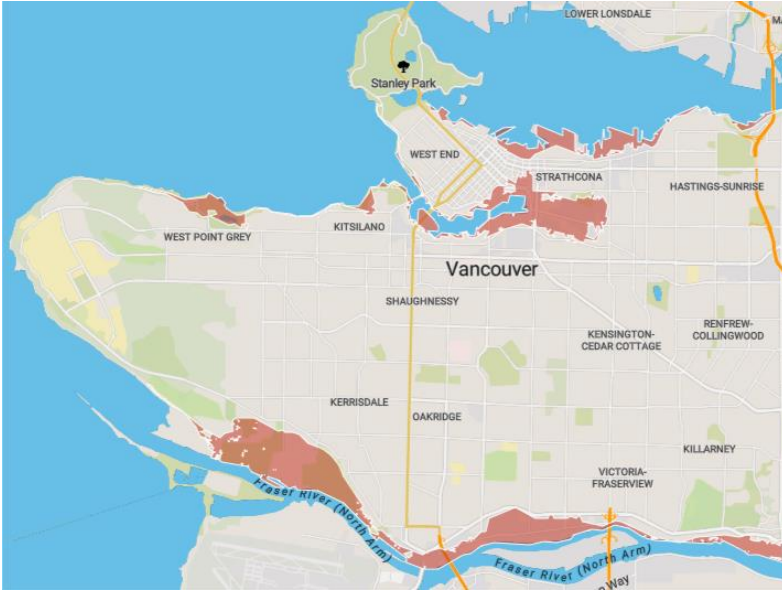 LOWER LONSDALE
Stanley Park
WEST END
STRATHCONA
HASTINGS-SUNRISE
WEST POINT GREY
KITSILANO
Vancouver
SHAUGHNESSY
KENSINGTON-
CEDAR COTTAGE
RENFREW-
COLLINGWOOD
KERRISDALE
OAKRIDGE
KILLARNEY
VICTORIA-
FRASERVIEW
Fraser River (North Arm)
Fraser River (North Arm)
Way